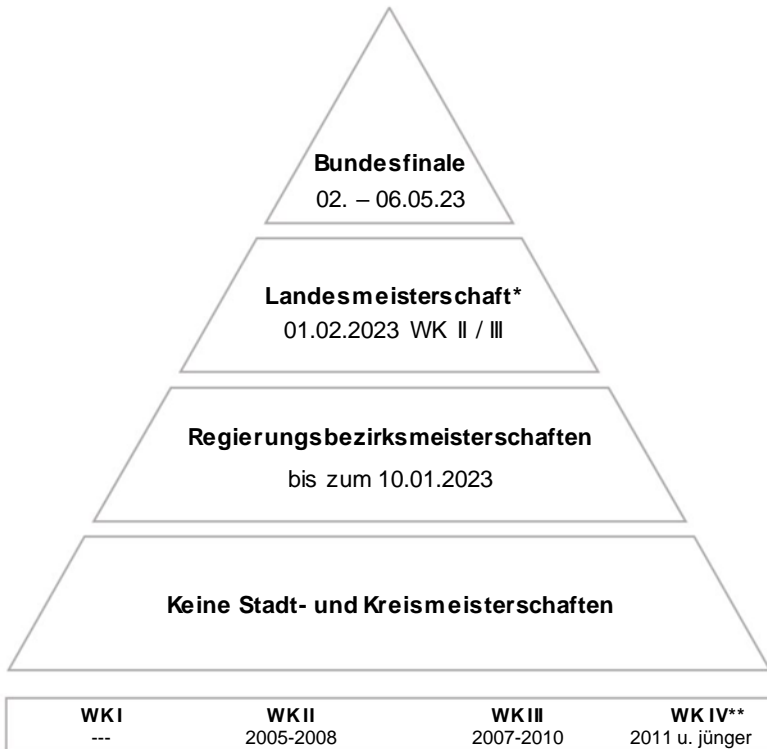 Bundesfinale
02. – 06.05.23
Landesmeisterschaft*
01.02.2023 WK II / III
Regierungsbezirksmeisterschaften
bis zum 10.01.2023
Keine Stadt- und Kreismeisterschaften
WK I WK II WK III WK IV**
--- 2005-2008 2007-2010 2011 u. jünger